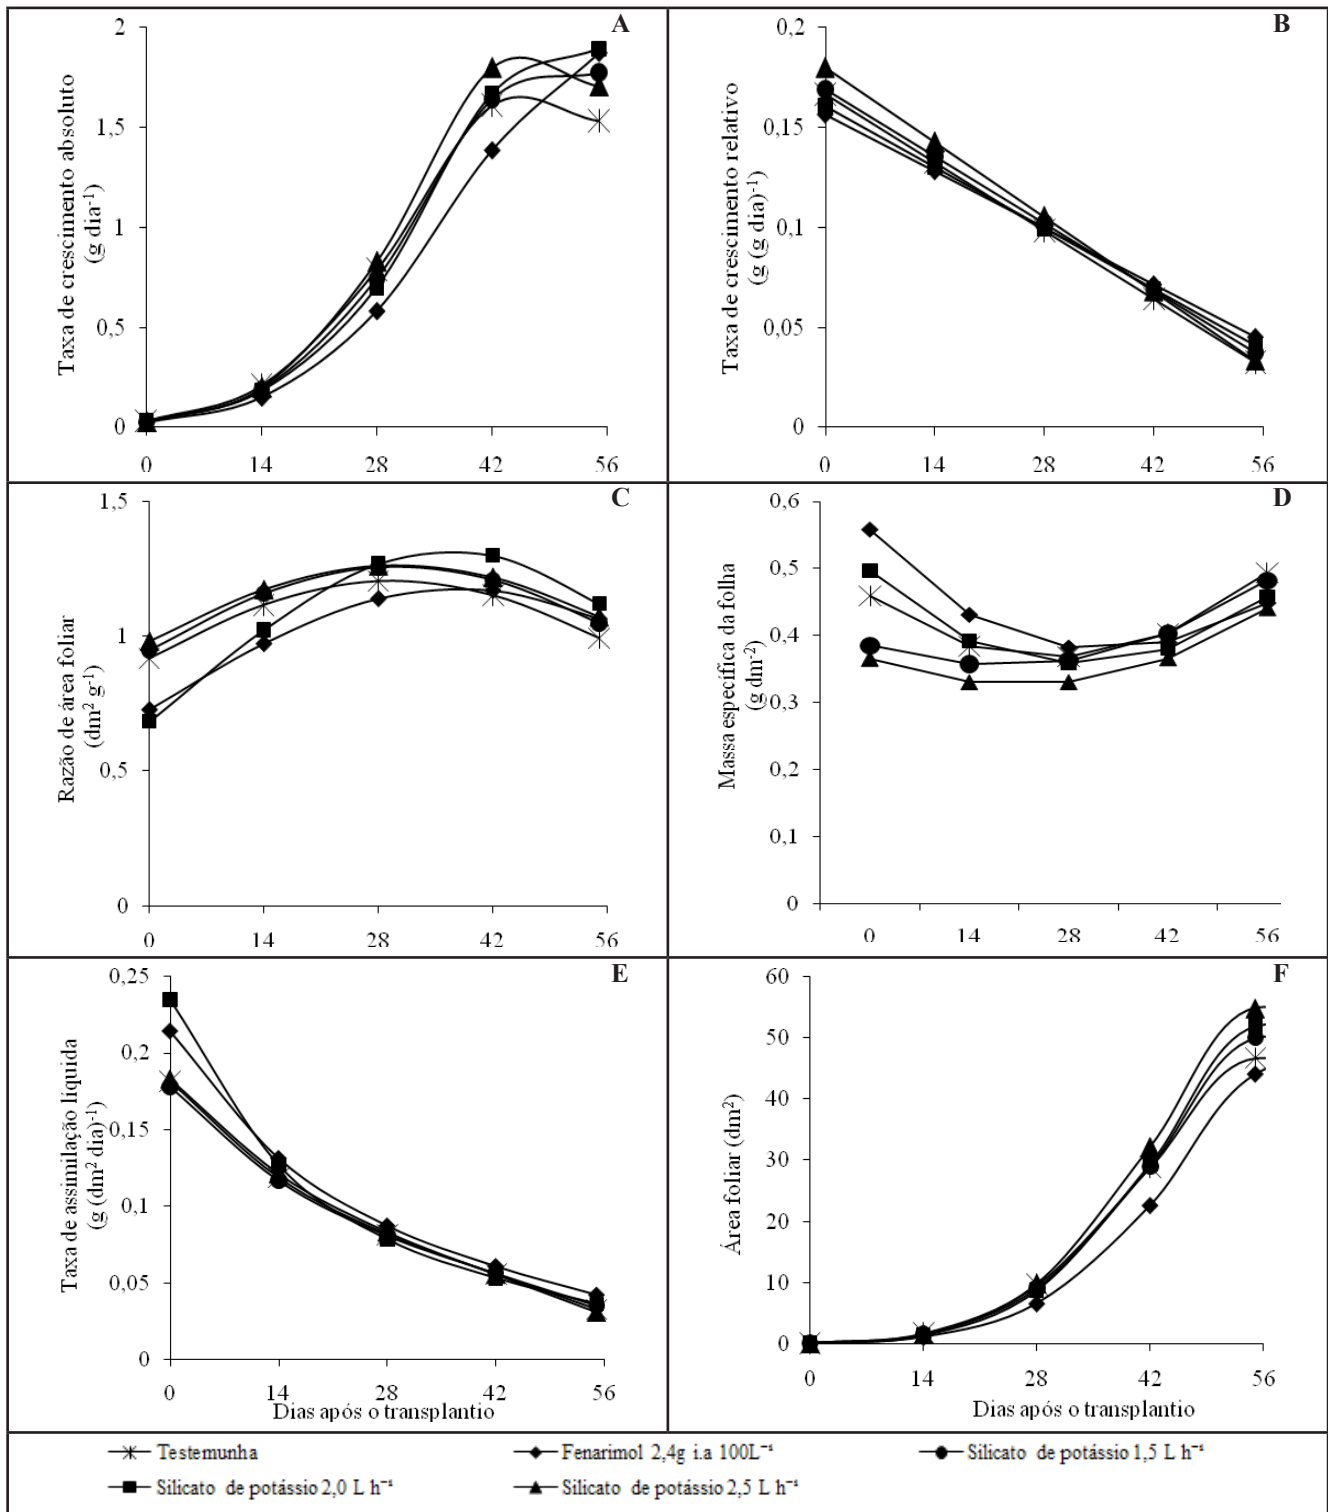 A
Taxa de crescimento absoluto
(g dia⁻¹)
2
1,5
1
0,5
0
0 14 28 42 56
B
Taxa de crescimento relativo
(g (g dia)⁻¹
0,2
0,15
0,1
0,05
0
0 14 28 42 56
C
Razão de área foliar
(dm² g⁻¹)
1,5
1
0,5
0
0 14 28 42 56
D
Massa específica da folha
(g dm⁻²)
0,6
0,5
0,4
0,3
0,2
0,1
0
0 14 28 42 56
E
Taxa de assimilação liquida
(g (dm² dia)⁻¹)
0,25
0,2
0,15
0,1
0,05
0
0 14 28 42 56
Dias após o transplantio
F
Área foliar (dm²)
60
50
40
30
20
10
0
0 14 28 42 56
Dias após o transplantio
Testemunha Fenarimol 2,4g i.a 100L⁻¹ Silicato de potássio 1,5 L h⁻¹
Silicato de potássio 2,0 L h⁻¹ Silicato de potássio 2,5 L h⁻¹